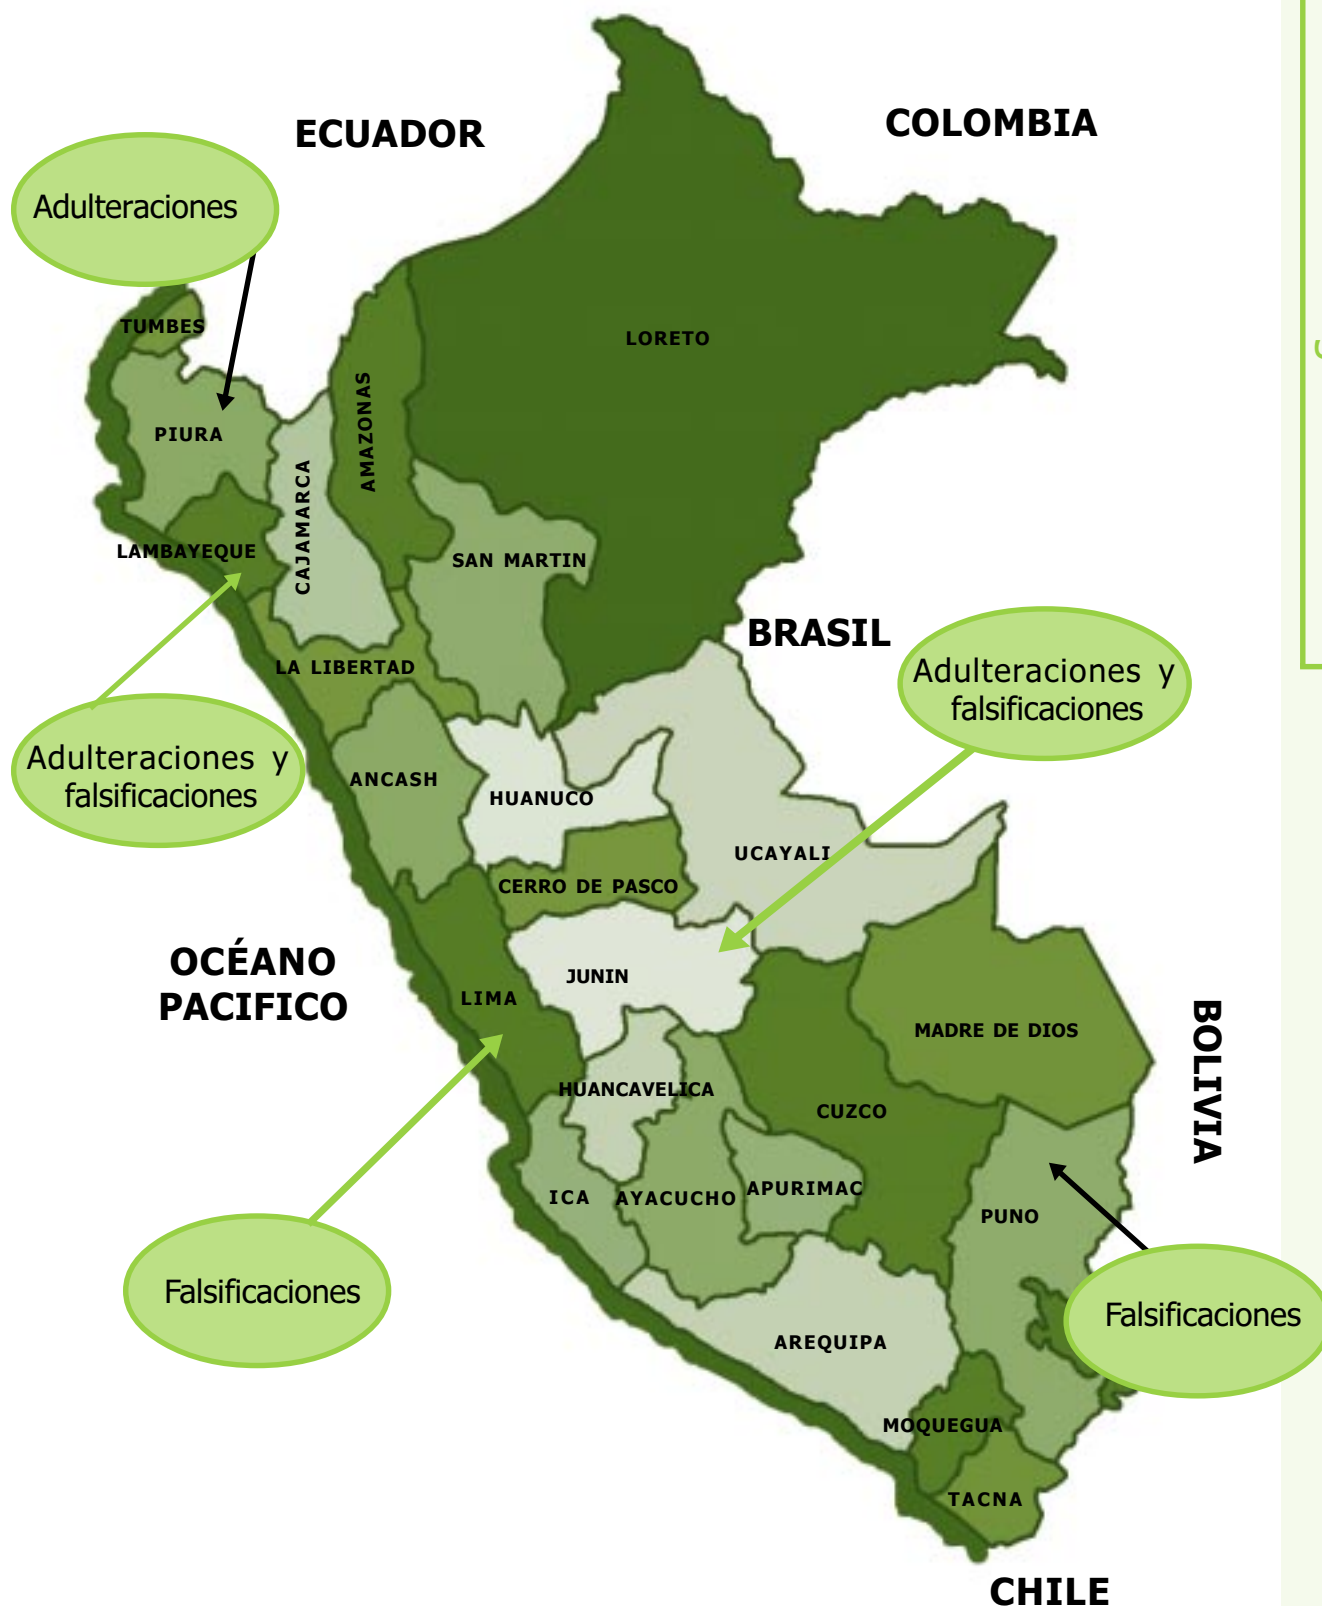 ECUADOR
COLOMBIA
Adulteraciones
TUMBES
LORETO
PIURA
AMAZONAS
CAJAMARCA
LAMBAYEQUE
SAN MARTIN
BRASIL
LA LIBERTAD
Adulteraciones y
falsificaciones
Adulteraciones y
falsificaciones
ANCASH
HUANUCO
UCAYALI
CERRO DE PASCO
OCÉANO
PACIFICO
JUNIN
LIMA
MADRE DE DIOS
BOLIVIA
HUANCAVELICA
CUZCO
ICA
AYACUCHO
APURIMAC
PUNO
Falsificaciones
Falsificaciones
AREQUIPA
MOQUEGUA
TACNA
CHILE